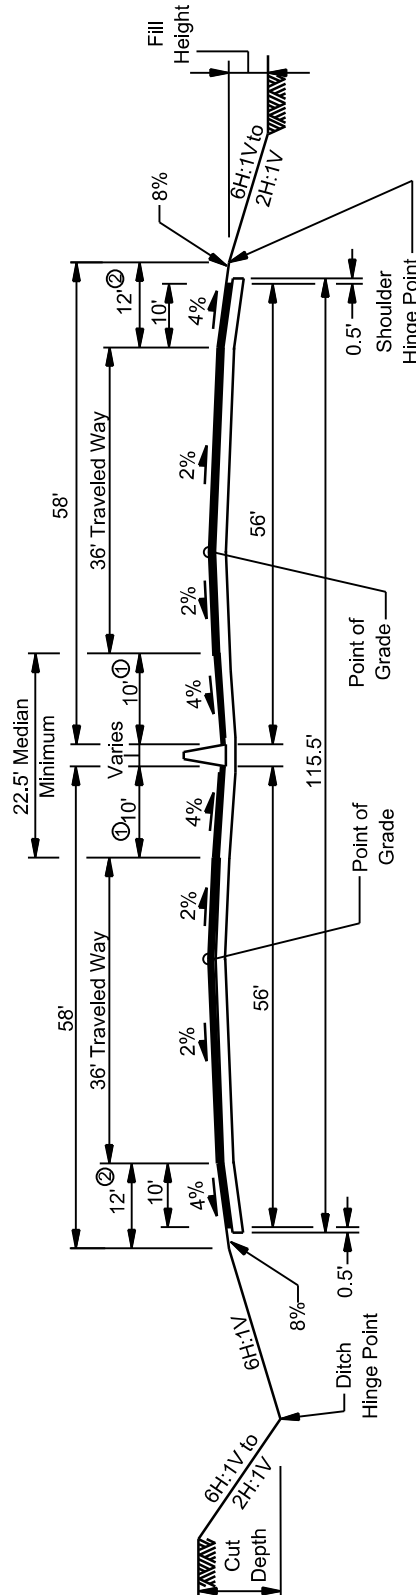 22.5' Median
Minimum
58'
58'
36' Traveled Way
10' ①
Varies
① 10'
36' Traveled Way
12' ②
10'
12' ②
10'
4%
2%
2%
4%
4%
2%
2%
4%
8%
8%
6H:1V to
2H:1V
Cut
Depth
6H:1V
Ditch
Hinge Point
0.5'
56'
115.5'
56'
0.5'
Point of
Grade
Point of
Grade
Shoulder
Hinge Point
6H:1V to
2H:1V
Fill
Height